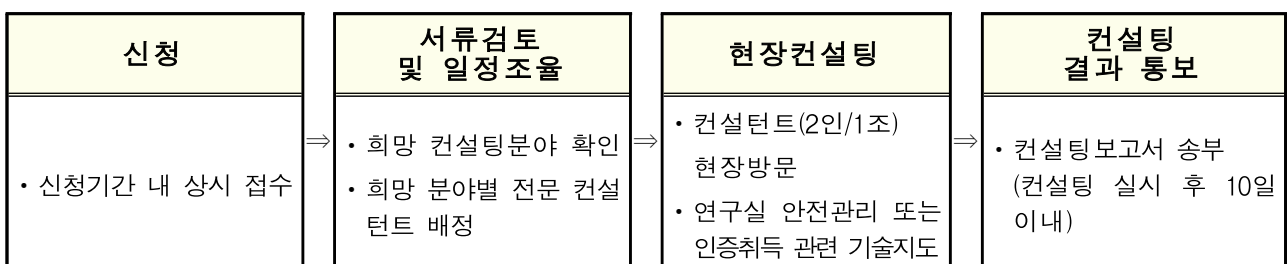 신청
• 신청기간 내 상시 접수
⇒
서류검토
및 일정조율
• 희망 컨설팅분야 확인
• 희망 분야별 전문 컨설
턴트 배정
⇒
현장컨설팅
• 컨설턴트(2인/1조)
현장방문
• 연구실 안전관리 또는
인증취득 관련 기술지도
⇒
컨설팅
결과 통보
• 컨설팅보고서 송부
(컨설팅 실시 후 10일
이내)